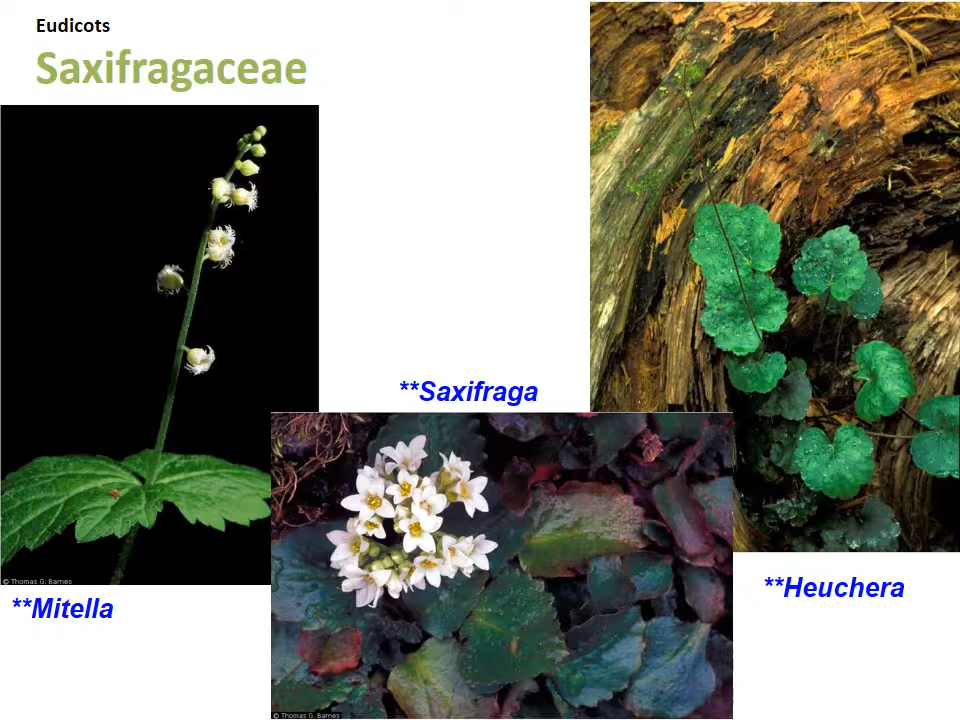 Eudicots
Saxifragaceae
**Saxifraga
© Thomas G. Barnes
**Mitella
**Heuchera
© Thomas G. Barnes